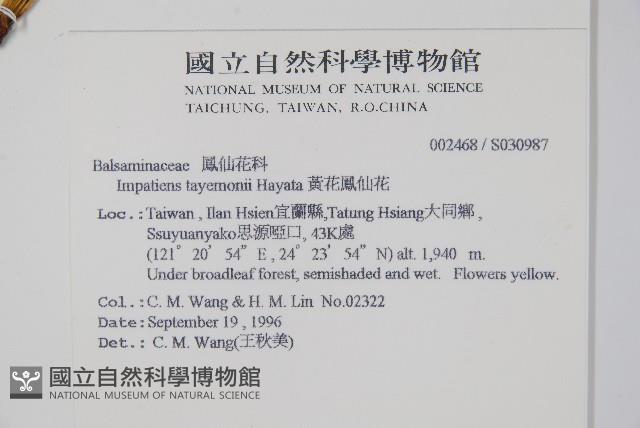 國立自然科學博物館
NATIONAL MUSEUM OF NATURAL SCIENCE
TAICHUNG, TAIWAN, R.O.CHINA
002468 / S030987
Balsaminaceae 鳳仙花科
Impatiens tayemonii Hayata 黃花鳳仙花
Loc.:Taiwan , Ilan Hsien宜蘭縣,Tatung Hsiang大同鄉 ,
Ssuyuanyako思源啞口, 43K處
(121° 20’ 54” E , 24° 23’ 54” N) alt. 1,940 m.
Under broadleaf forest, semishaded and wet. Flowers yellow.
Col.:C. M. Wang & H. M. Lin No.02322
Date:September 19 , 1996
Det.: C. M. Wang(王秋美)
國立自然科學博物館
NATIONAL MUSEUM OF NATURAL SCIENCE